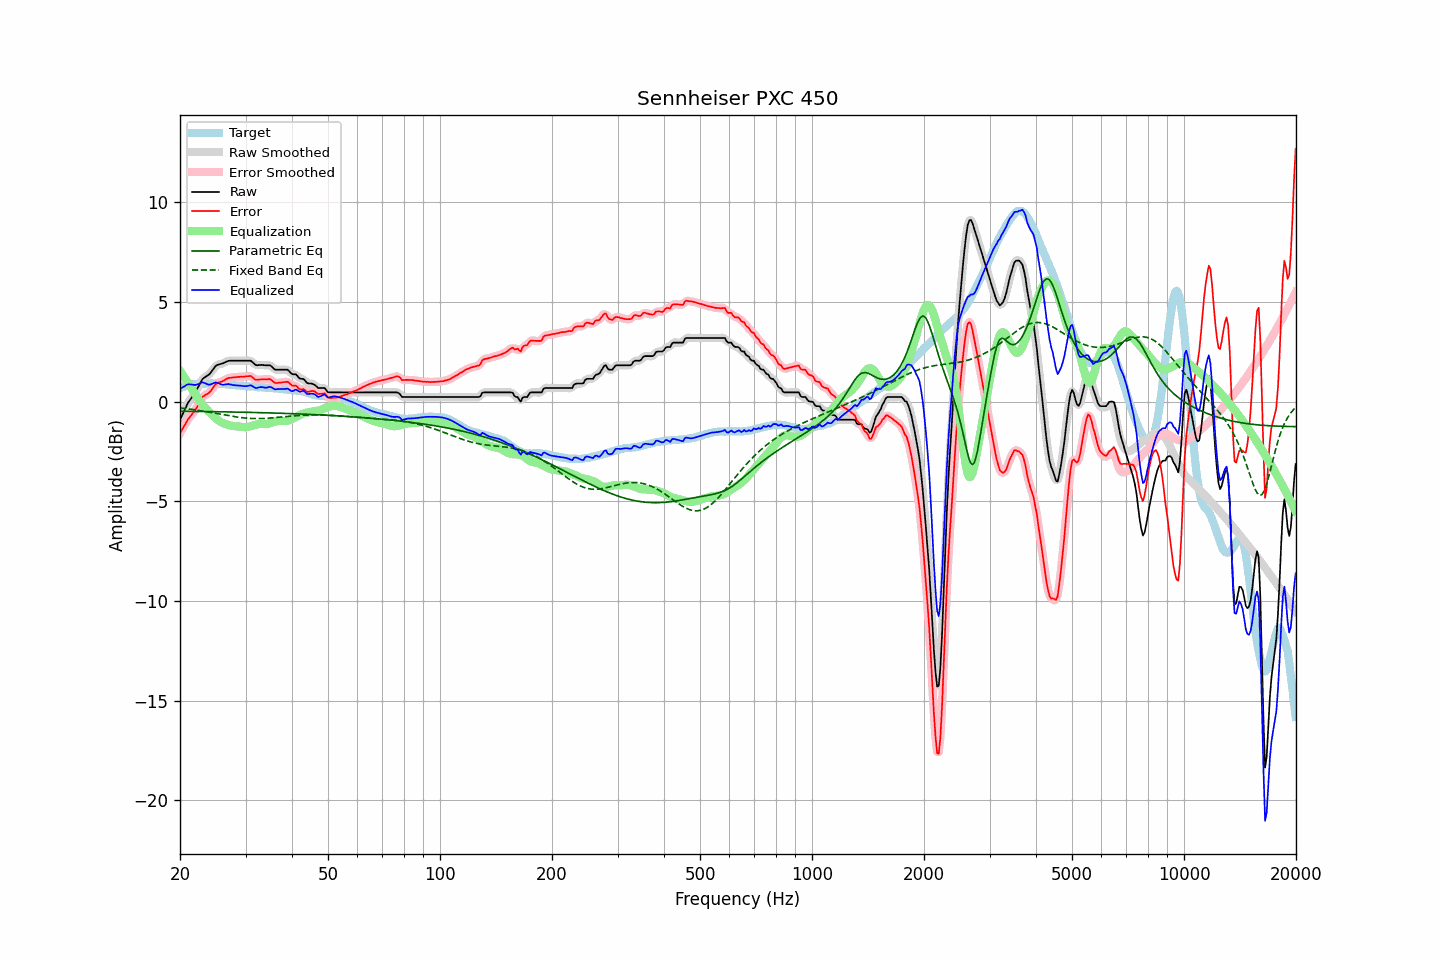 Sennheiser PXC 450
Target
Raw Smoothed
Error Smoothed
Raw
Error
Equalization
Parametric Eq
Fixed Band Eq
Equalized
10
5
0
−5
−10
−15
−20
Amplitude (dBr)
20 50 100 200 500 1000 2000 5000 10000 20000
Frequency (Hz)